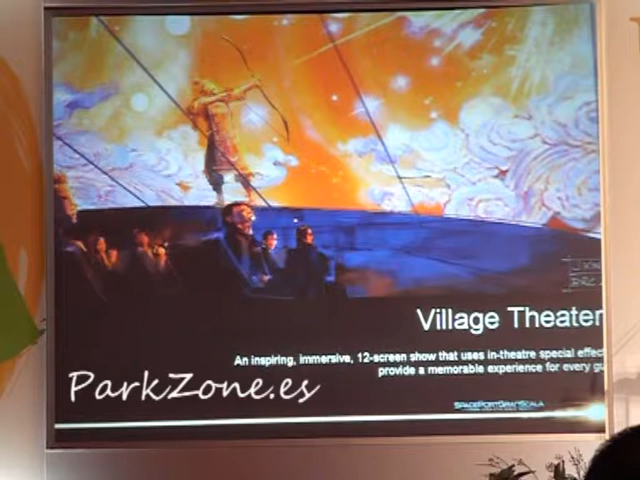 Village Theater
An inspiring, immersive, 12-screen show that uses in-theatre special effec
provide a memorable experience for every gu
ParkZone.es